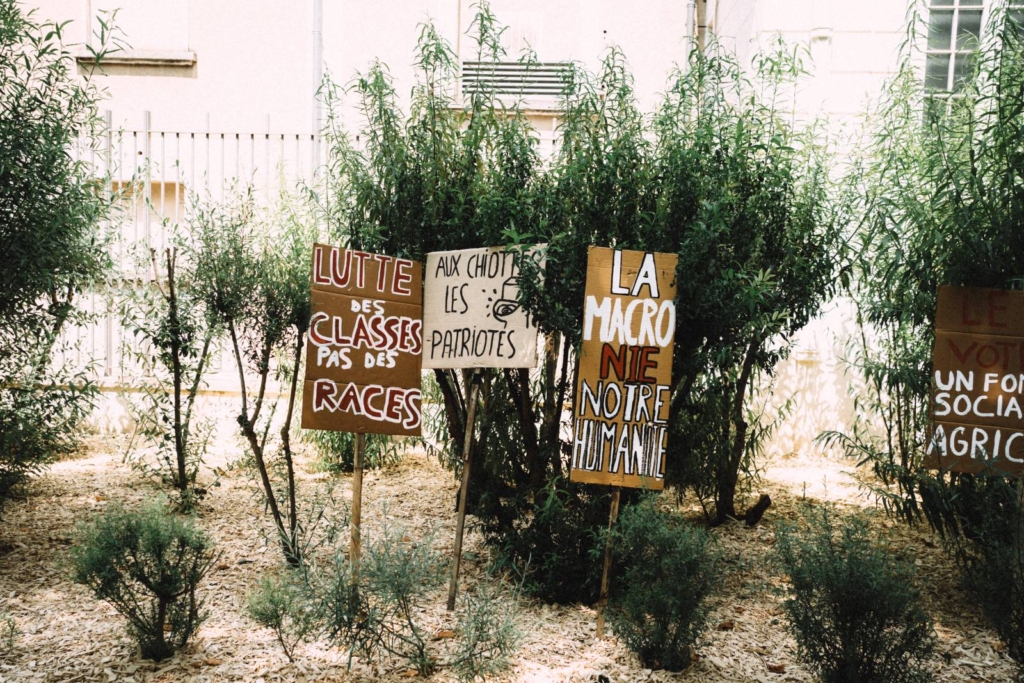 LUTTE
DES
CLASSES
PAS DES
RACES
AUX CHIOTTES
LES
PATRIOTES
LA
MACRO
NIE
NOTRE
HUMANITÉ
LE
UN FON
SOCIA
AGRIC